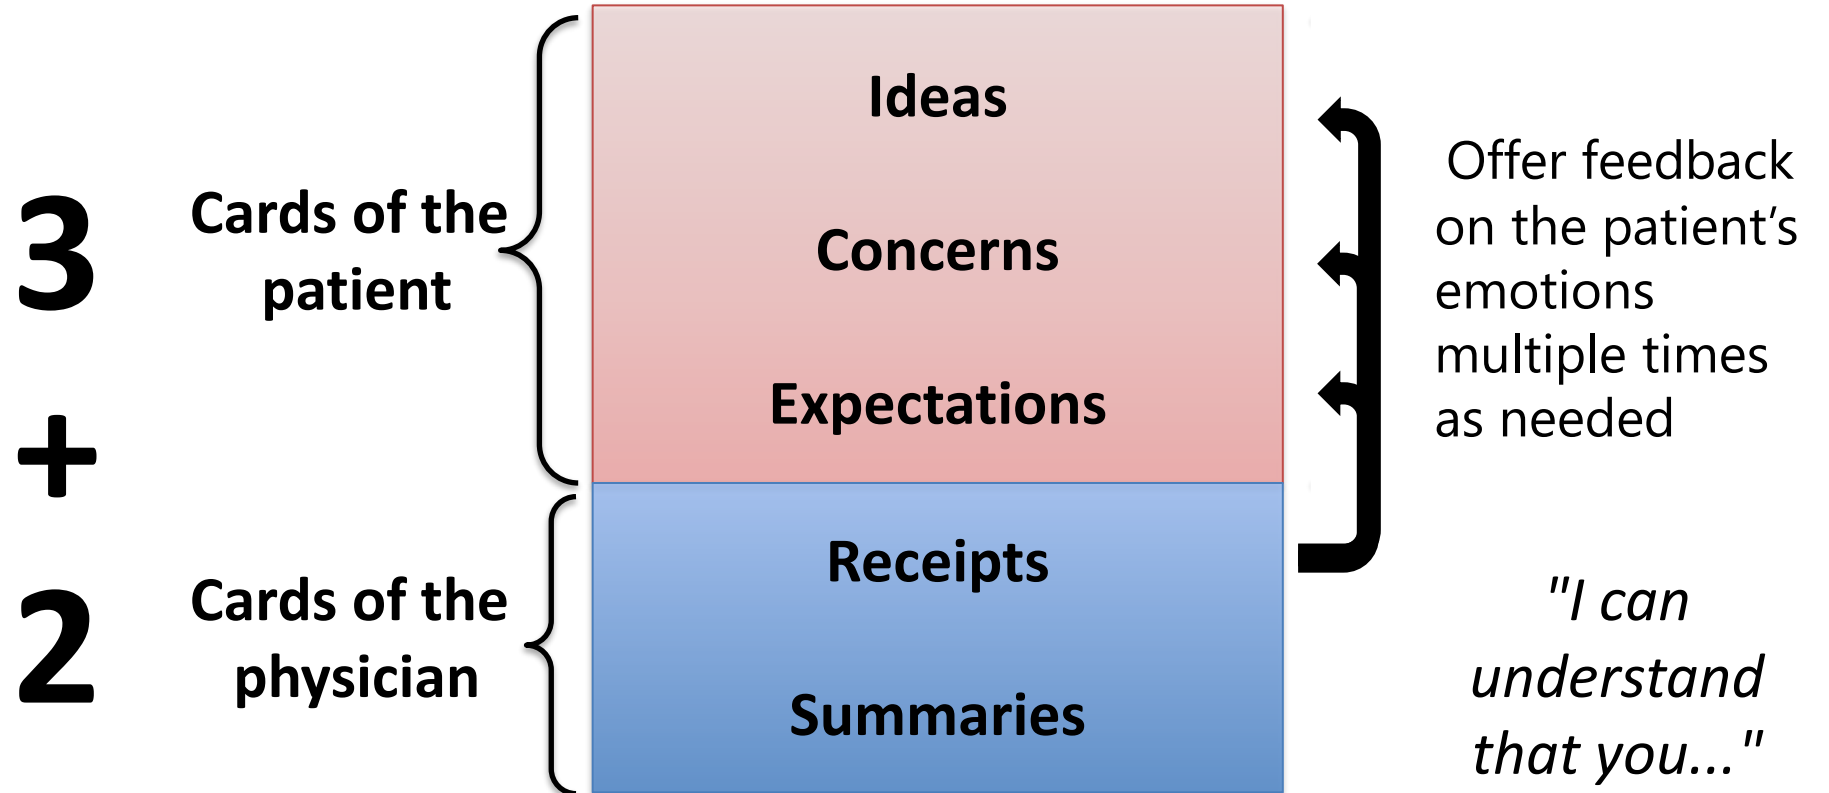 3
Cards of the
patient
+
2
Cards of the
physician
Ideas
Concerns
Expectations
Receipts
Summaries
Offer feedback
on the patient’s
emotions
multiple times
as needed
"I can
understand
that you..."